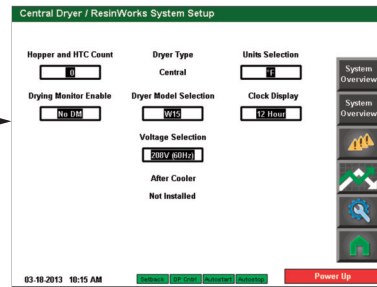 Central Dryer / ResinWorks System Setup
Hopper and HTC Count
Dryer Type
Units Selection
0
Central
°F
System Overview
Drying Monitor Enable
Dryer Model Selection
Clock Display
No DM
W15
12 Hour
System Overview
Voltage Selection
208V (60Hz)
After Cooler
Not Installed
03-18-2013 10:15 AM
Setback
DP Cntrl
Autostart
Autostop
Power Up